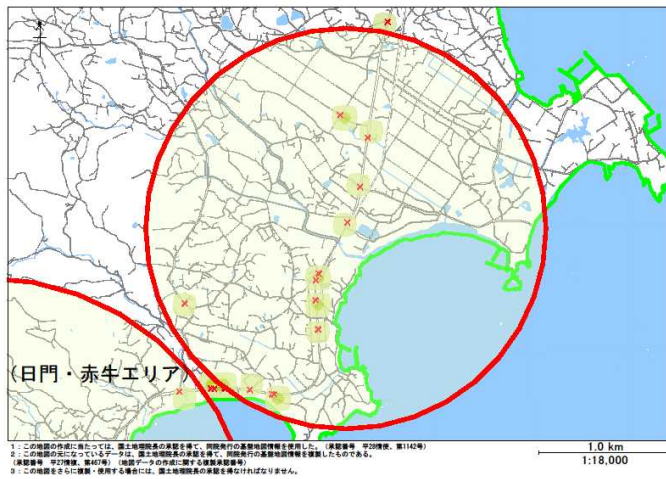 (日門・赤牛エリア)
1:この地図の作成に当たっては、国土地理院長の承認を得て、同院発行の基盤地図情報を使用した。(承認番号 平28情使、第1142号)
2:この地図の元になっているデータは、国土地理院長の承認を得て、同院発行の基盤地図情報を複製したものである。
(承認番号 平27情複、第467号)(地図データの作成に関する複製承認番号)
3:この地図をさらに複製・使用する場合には、国土地理院長の承認を得なければなりません。
1.0 km
1:18,000